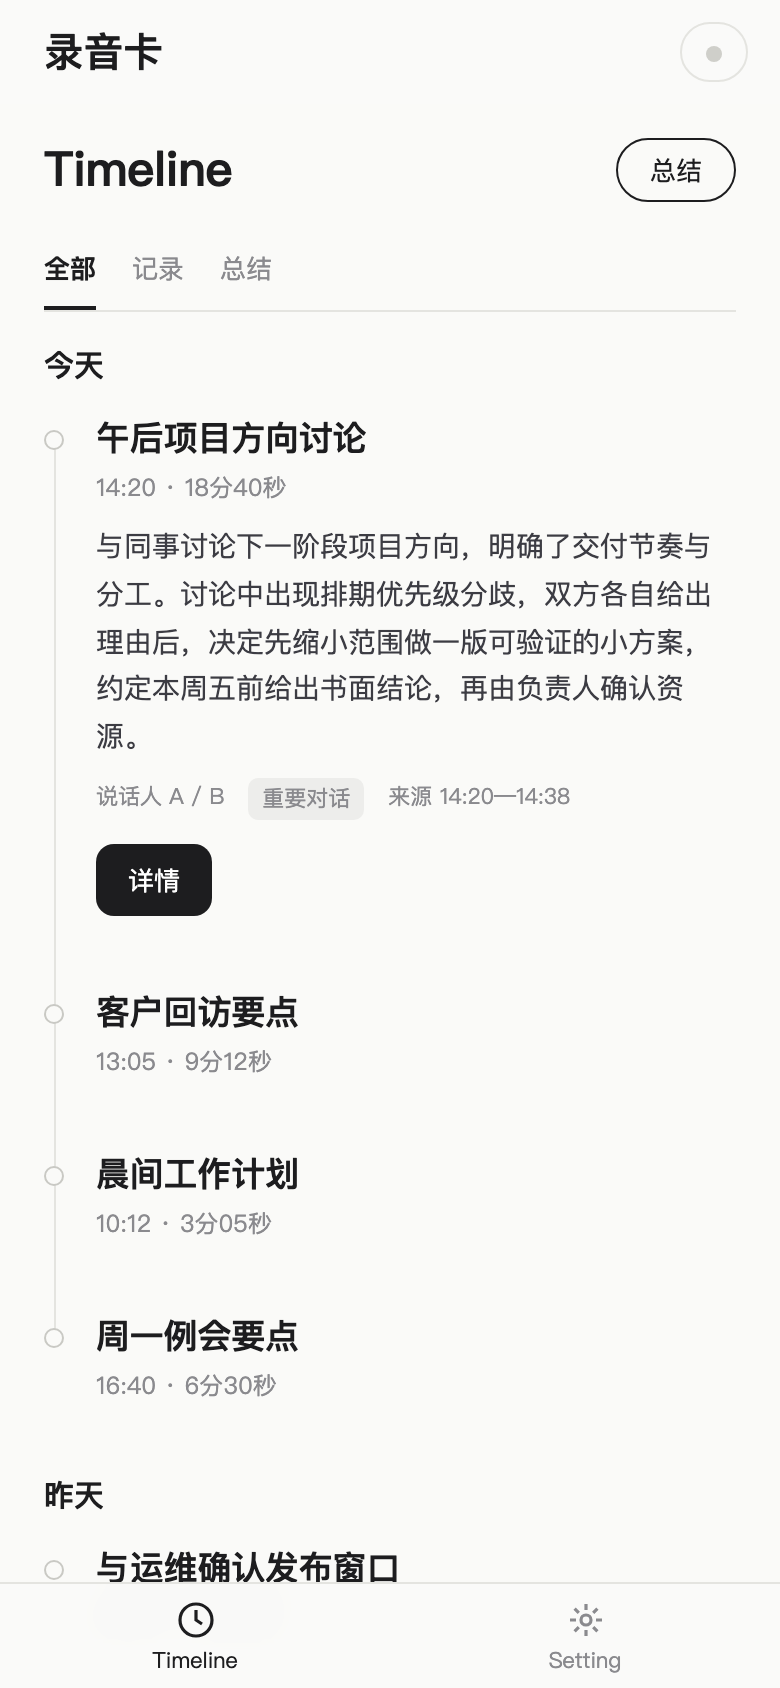 录音卡
Timeline
总结
全部 记录 总结
今天
午后项目方向讨论
14:20 · 18分40秒
与同事讨论下一阶段项目方向，明确了交付节奏与
分工。讨论中出现排期优先级分歧，双方各自给出
理由后，决定先缩小范围做一版可验证的小方案，
约定本周五前给出书面结论，再由负责人确认资
源。
说话人 A / B 重要对话 来源 14:20—14:38
详情
客户回访要点
13:05 · 9分12秒
晨间工作计划
10:12 · 3分05秒
周一例会要点
16:40 · 6分30秒
昨天
与运维确认发布窗口
Timeline
Setting